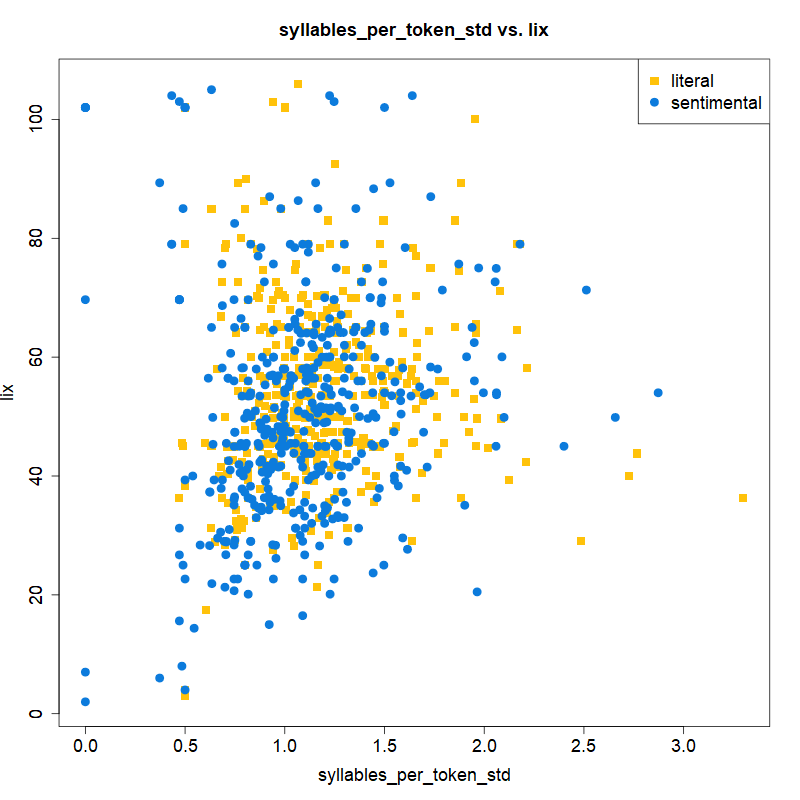 syllables_per_token_std vs. lix
literal
sentimental
100
80
60
40
20
0
lix
0.0 0.5 1.0 1.5 2.0 2.5 3.0
syllables_per_token_std